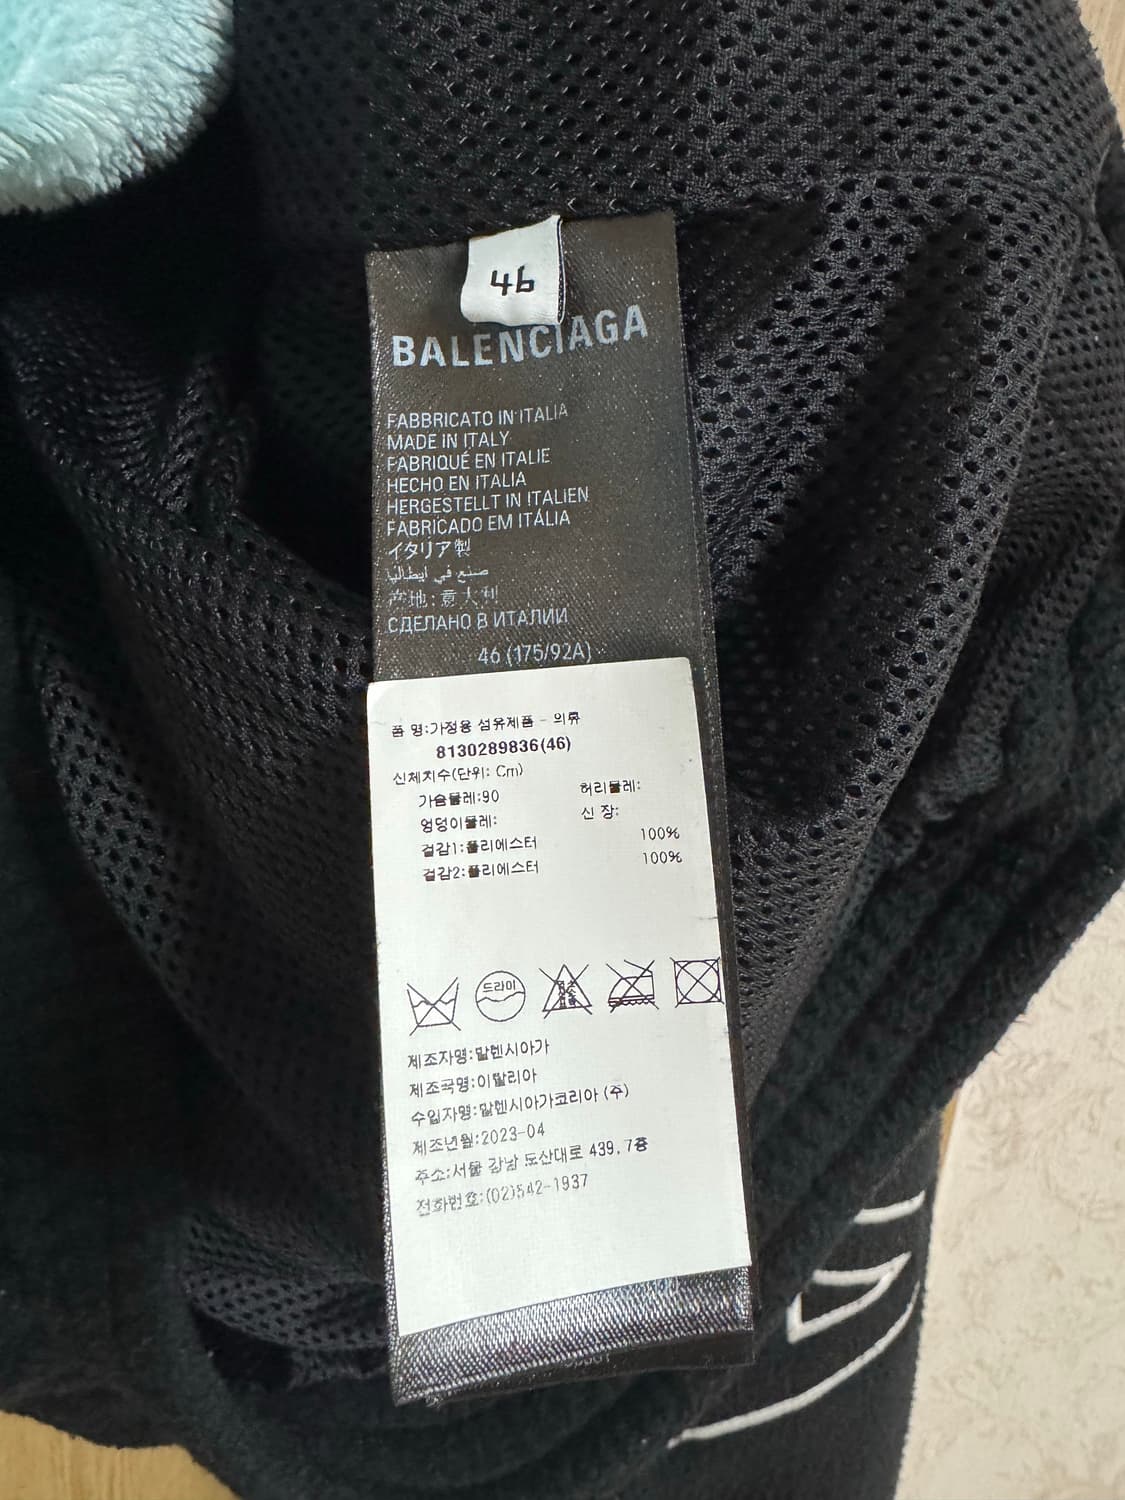 46
BALENCIAGA
FABBRICATO IN ITALIA
MADE IN ITALY
FABRIQUÉ EN ITALIE
HECHO EN ITALIA
HERGESTELLT IN ITALIEN
FABRICADO EM ITÁLIA
イタリア製
صنع في ايطاليا
产地:意大利
СДЕЛАНО В ИТАЛИИ
46 (175/92A)
품 명:가정용 섬유제품 - 의류
8130289836(46)
신체치수(단위: Cm)
가슴둘레:90 허리둘레:
엉덩이둘레: 신 장:
겉감1:폴리에스터 100%
겉감2:폴리에스터 100%
드라이
제조자명:발렌시아가
제조국명:이탈리아
수입자명:발렌시아가코리아 (주)
제조년월:2023-04
주소:서울 강남 도산대로 439, 7층
전화번호:(02)542-1937